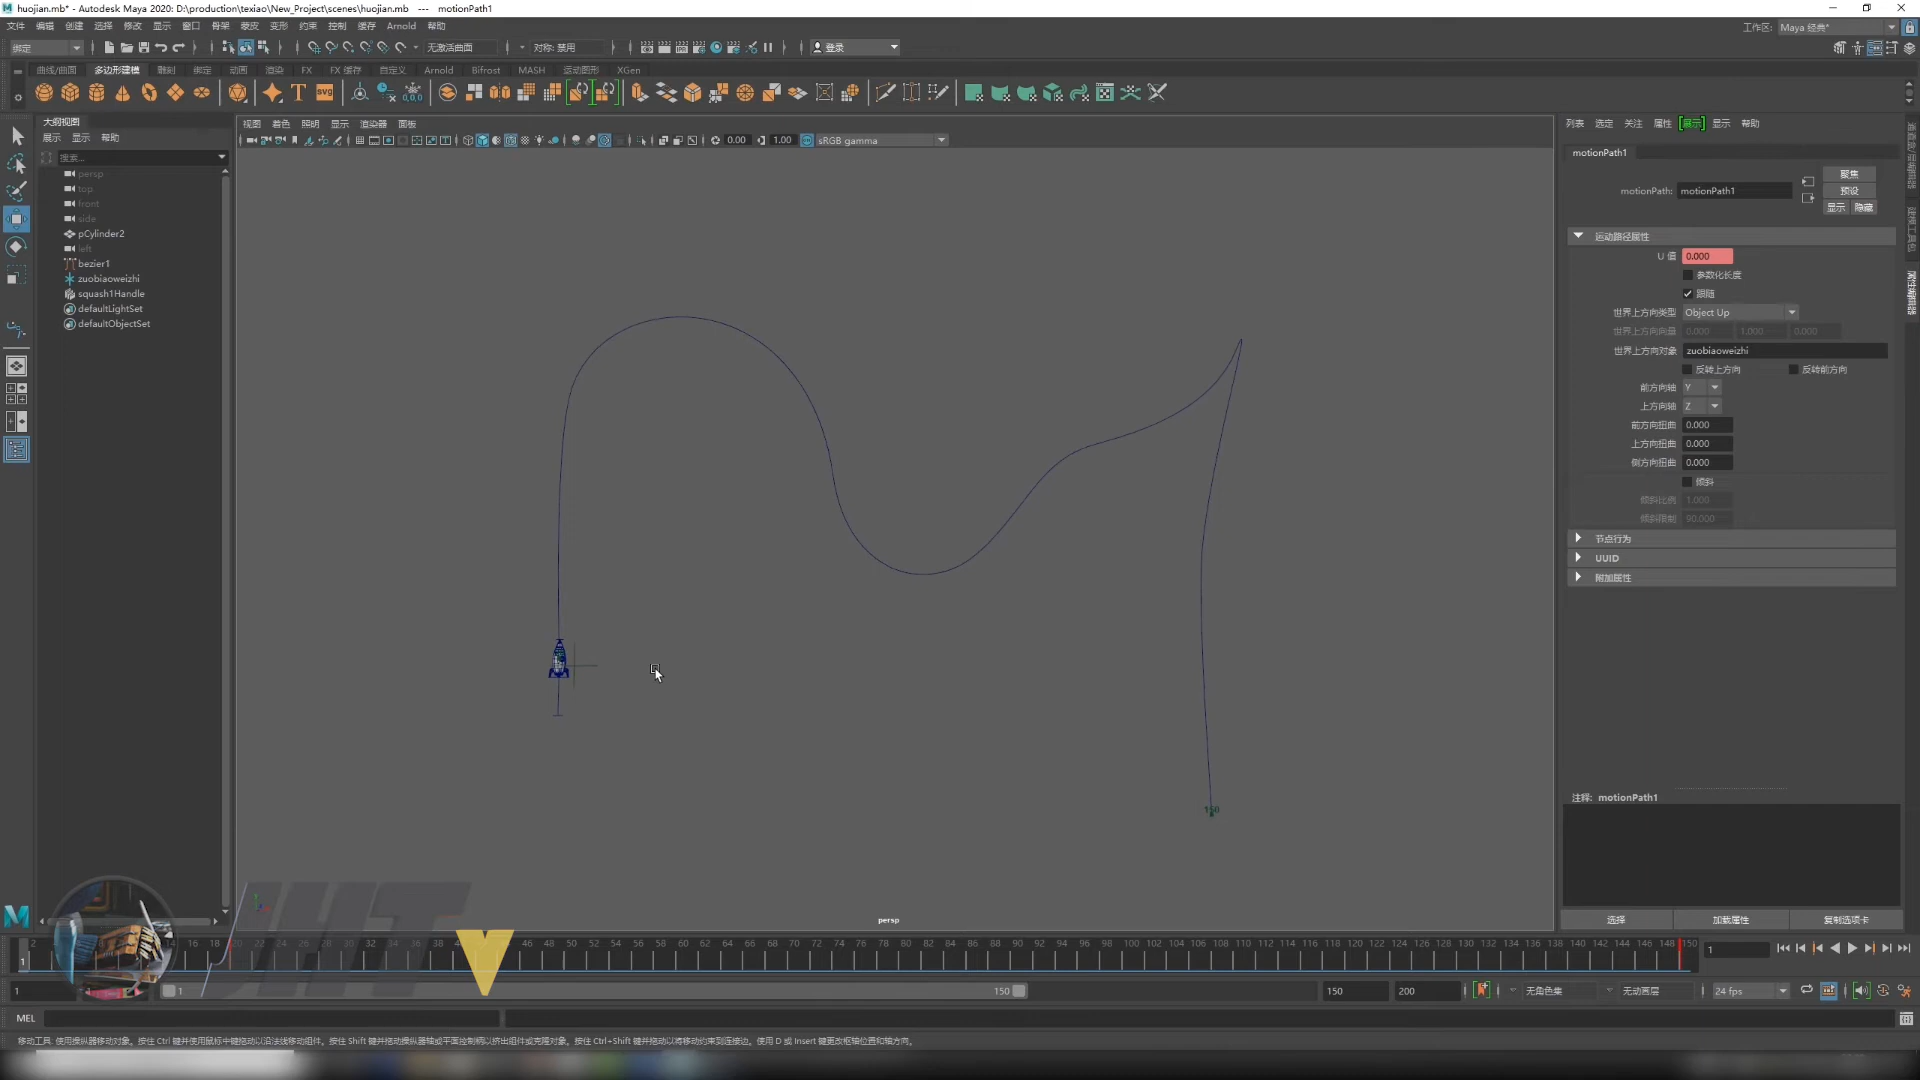 huojian.mb* - Autodesk Maya 2020: D:\production\texiao\New_Project\scenes\huojian.mb --- motionPath1
文件 编辑 创建 选择 修改 显示 窗口 骨架 蒙皮 变形 约束 控制 缓存 Arnold 帮助
工作区: Maya 经典*
绑定
无激活曲面
对称: 禁用
登录
曲线/曲面 多边形建模 雕刻 绑定 动画 渲染 FX FX 缓存 自定义 Arnold Bifrost MASH 运动图形 XGen
大纲视图
展示 显示 帮助
搜索...
persp
top
front
side
pCylinder2
left
bezier1
zuobiaoweizhi
squash1Handle
defaultLightSet
defaultObjectSet
视图 着色 照明 显示 渲染器 面板
0.00 1.00 sRGB gamma
150
persp
列表 选定 关注 属性 展示 显示 帮助
motionPath1
motionPath: motionPath1
聚焦
预设
显示 隐藏
运动路径属性
U 值 0.000
参数化长度
跟随
世界上方向类型 Object Up
世界上方向向量 0.000 1.000 0.000
世界上方向对象 zuobiaoweizhi
反转上方向 反转前方向
前方向轴 Y
上方向轴 Z
前方向扭曲 0.000
上方向扭曲 0.000
侧方向扭曲 0.000
倾斜
倾斜比例 1.000
倾斜限制 90.000
节点行为
UUID
附加属性
注释: motionPath1
选择 加载属性 复制选项卡
2 14 16 18 20 22 24 26 28 30 32 34 36 38 40 42 44 46 48 50 52 54 56 58 60 62 64 66 68 70 72 74 76 78 80 82 84 86 88 90 92 94 96 98 100 102 104 106 108 110 112 114 116 118 120 122 124 126 128 130 132 134 136 138 140 142 144 146 148 150
1
1
1 1 150 150 200 无角色集 无动画层 24 fps
JHT
MEL
移动工具: 使用操纵器移动对象。按住 Ctrl 键并使用鼠标中键拖动以沿法线移动组件。按住 Shift 键并拖动操纵器轴或平面控制柄以挤出组件或克隆对象。按住 Ctrl+Shift 键并拖动以将移动约束到连接边。使用 D 或 Insert 键更改枢轴位置和轴方向。